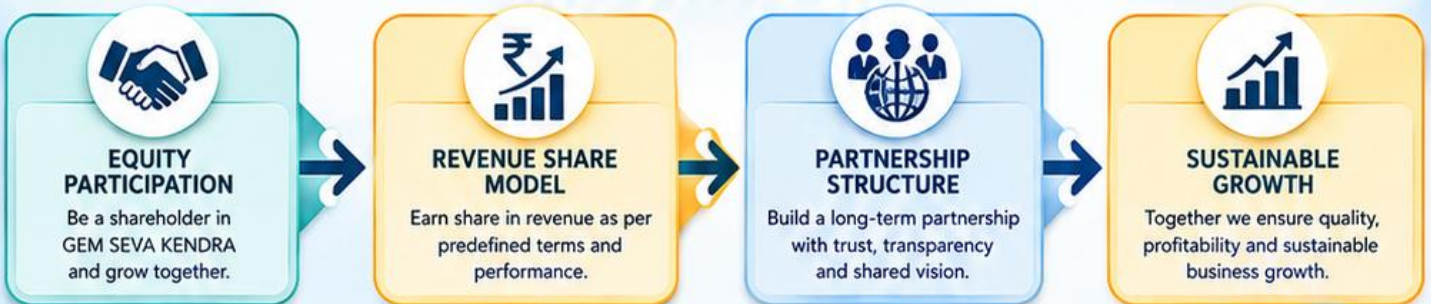 EQUITY
PARTICIPATION
Be a shareholder in
GEM SEVA KENDRA
and grow together.
₹
REVENUE SHARE
MODEL
Earn share in revenue as per
predefined terms and
performance.
PARTNERSHIP
STRUCTURE
Build a long-term partnership
with trust, transparency
and shared vision.
SUSTAINABLE
GROWTH
Together we ensure quality,
profitability and sustainable
business growth.